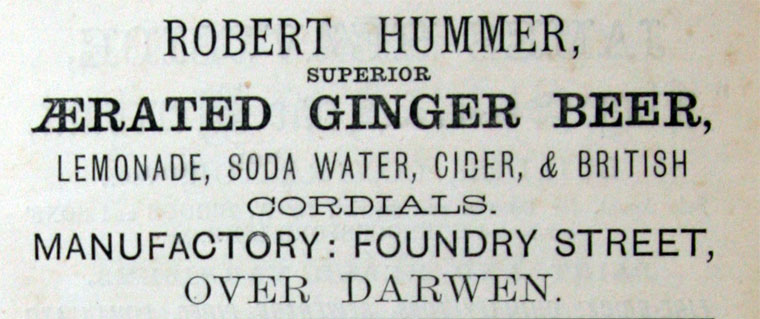 ROBERT HUMMER,
SUPERIOR
ÆRATED GINGER BEER,
LEMONADE, SODA WATER, CIDER, & BRITISH
CORDIALS.
MANUFACTORY: FOUNDRY STREET,
OVER DARWEN.